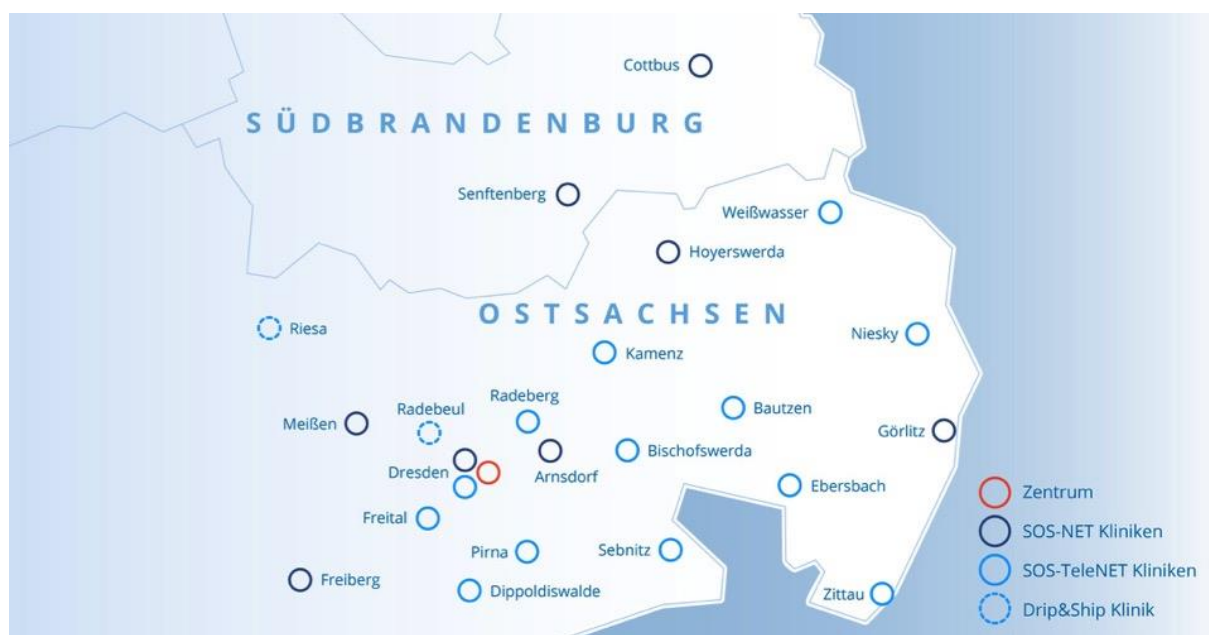 Cottbus
SÜDBRANDENBURG
Senftenberg
Weißwasser
Hoyerswerda
OSTSACHSEN
Riesa
Niesky
Kamenz
Radeberg
Radebeul
Bautzen
Meißen
Görlitz
Bischofswerda
Dresden
Arnsdorf
Ebersbach
Zentrum
Freital
SOS-NET Kliniken
Pirna
Sebnitz
SOS-TeleNET Kliniken
Freiberg
Dippoldiswalde
Zittau
Drip&Ship Klinik